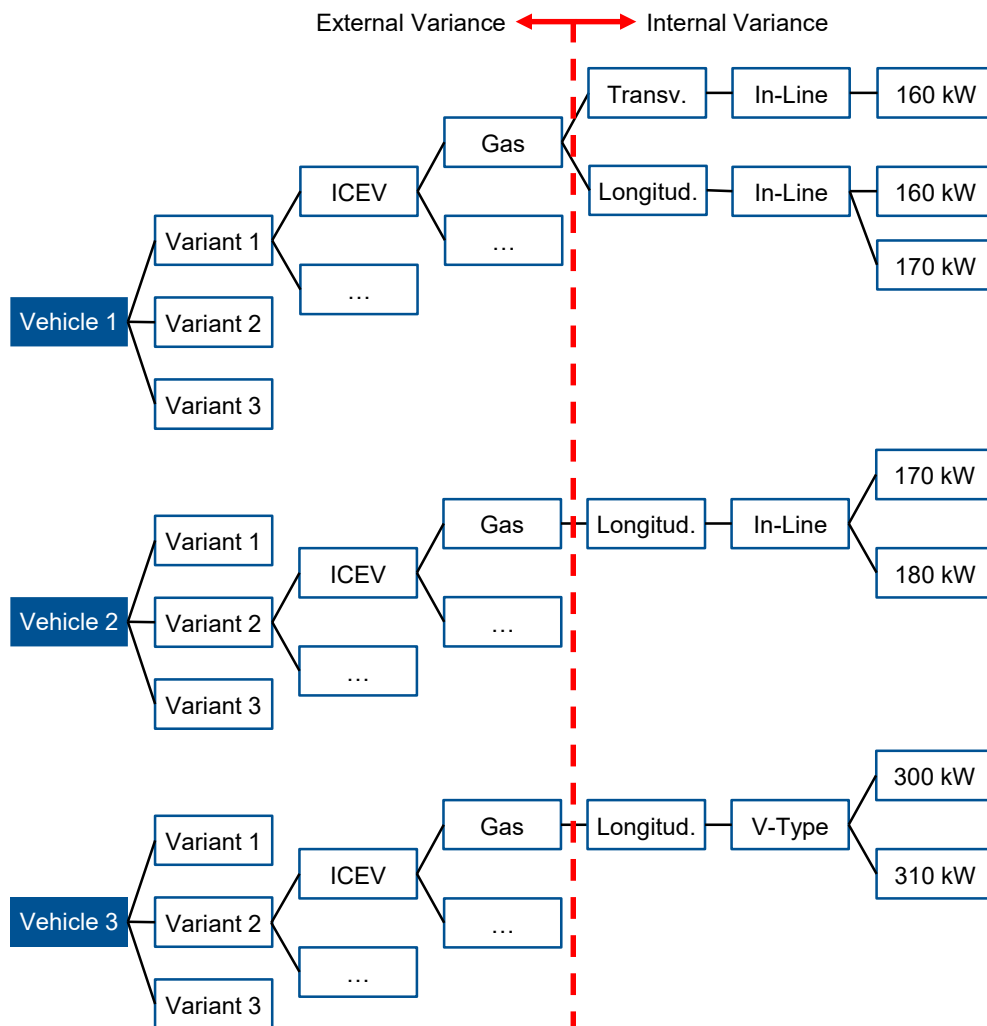 External Variance
Internal Variance
Transv.
In-Line
160 kW
Gas
Longitud.
In-Line
160 kW
ICEV
Variant 1
…
170 kW
…
Vehicle 1
Variant 2
Variant 3
170 kW
Gas
Longitud.
In-Line
Variant 1
ICEV
180 kW
Vehicle 2
Variant 2
…
…
Variant 3
300 kW
Gas
Longitud.
V-Type
Variant 1
ICEV
310 kW
Vehicle 3
Variant 2
…
…
Variant 3